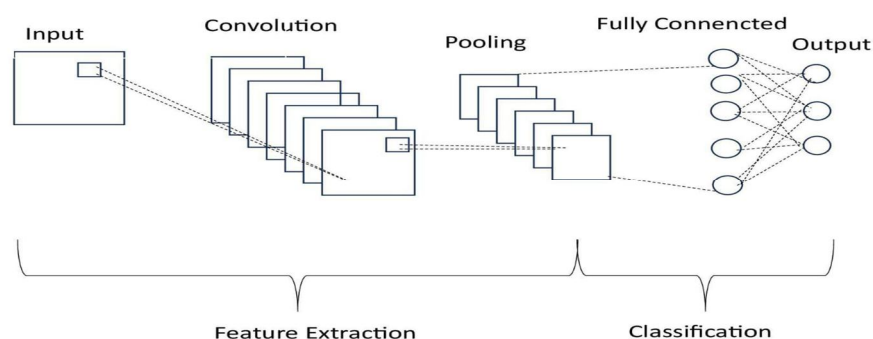 Input
Convolution
Pooling
Fully Connencted
Output
Feature Extraction
Classification